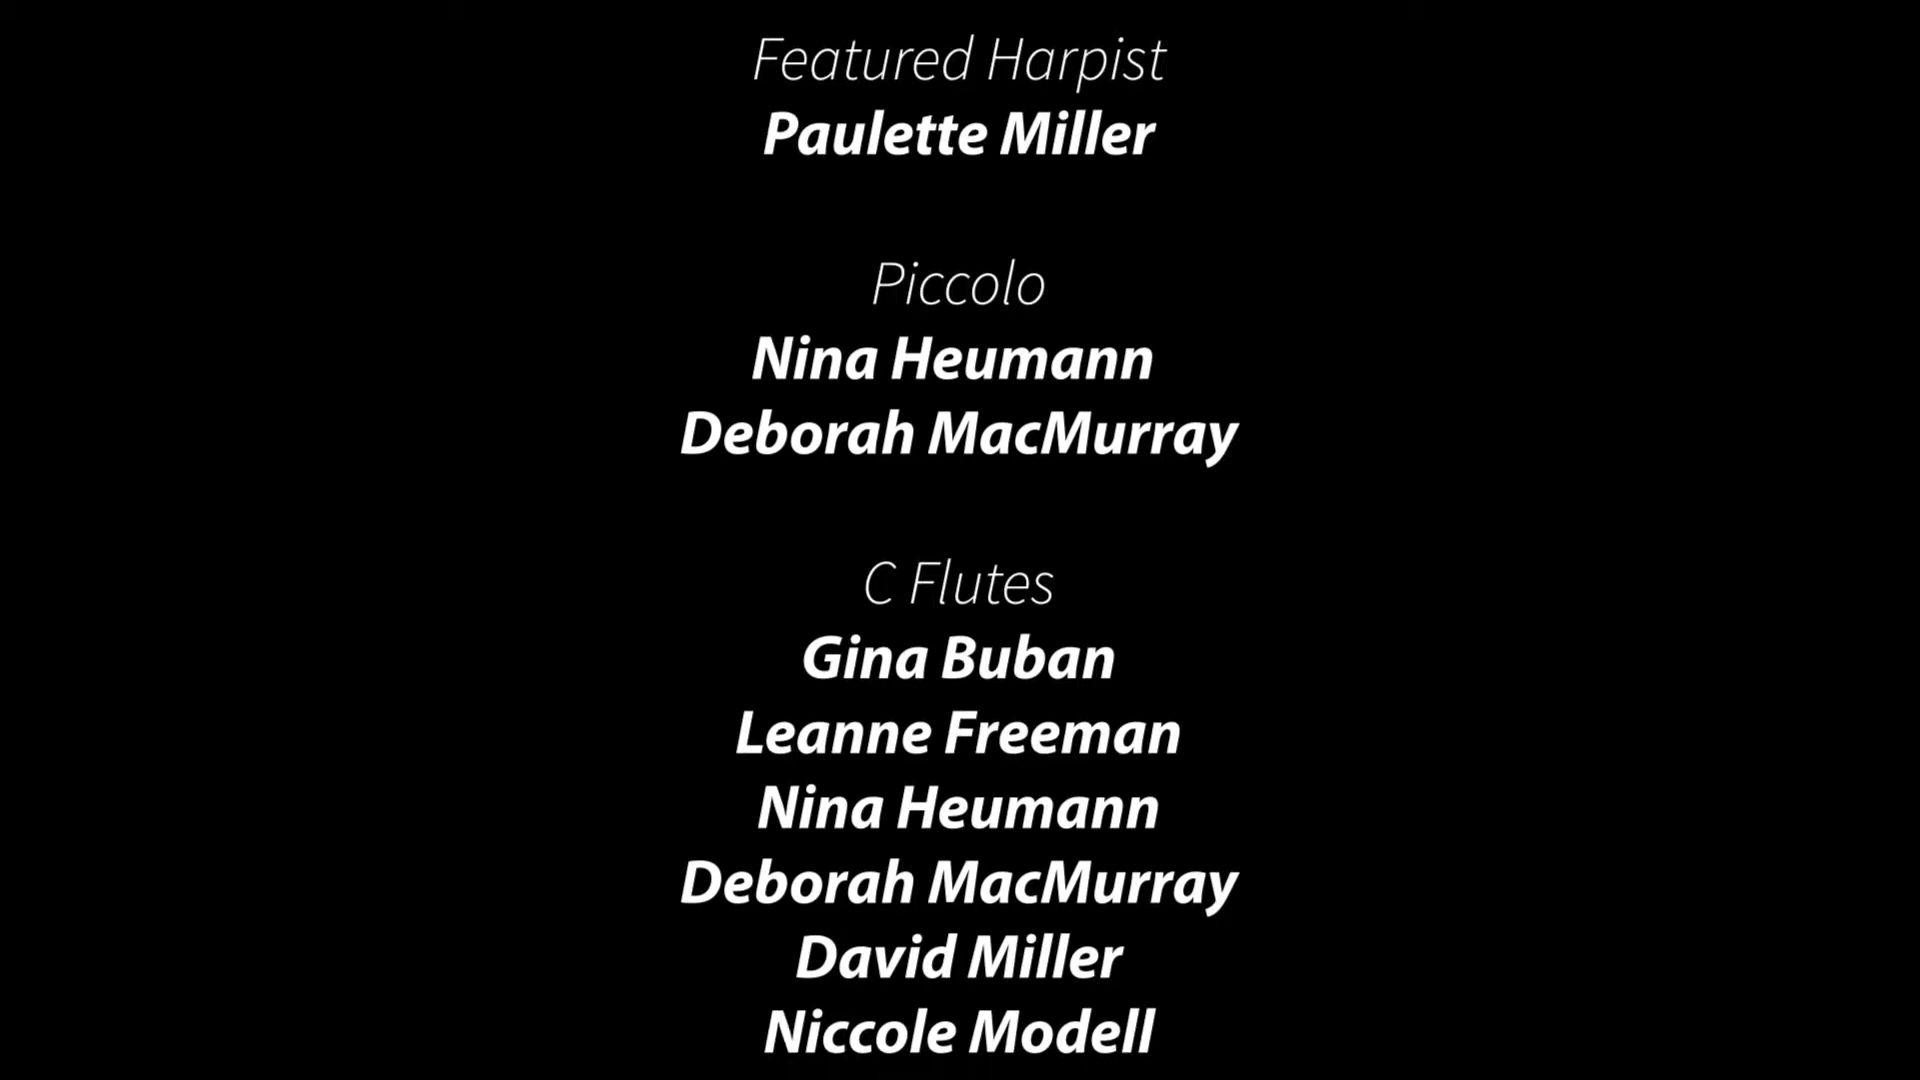 Featured Harpist
Paulette Miller
Piccolo
Nina Heumann
Deborah MacMurray
C Flutes
Gina Buban
Leanne Freeman
Nina Heumann
Deborah MacMurray
David Miller
Niccole Modell